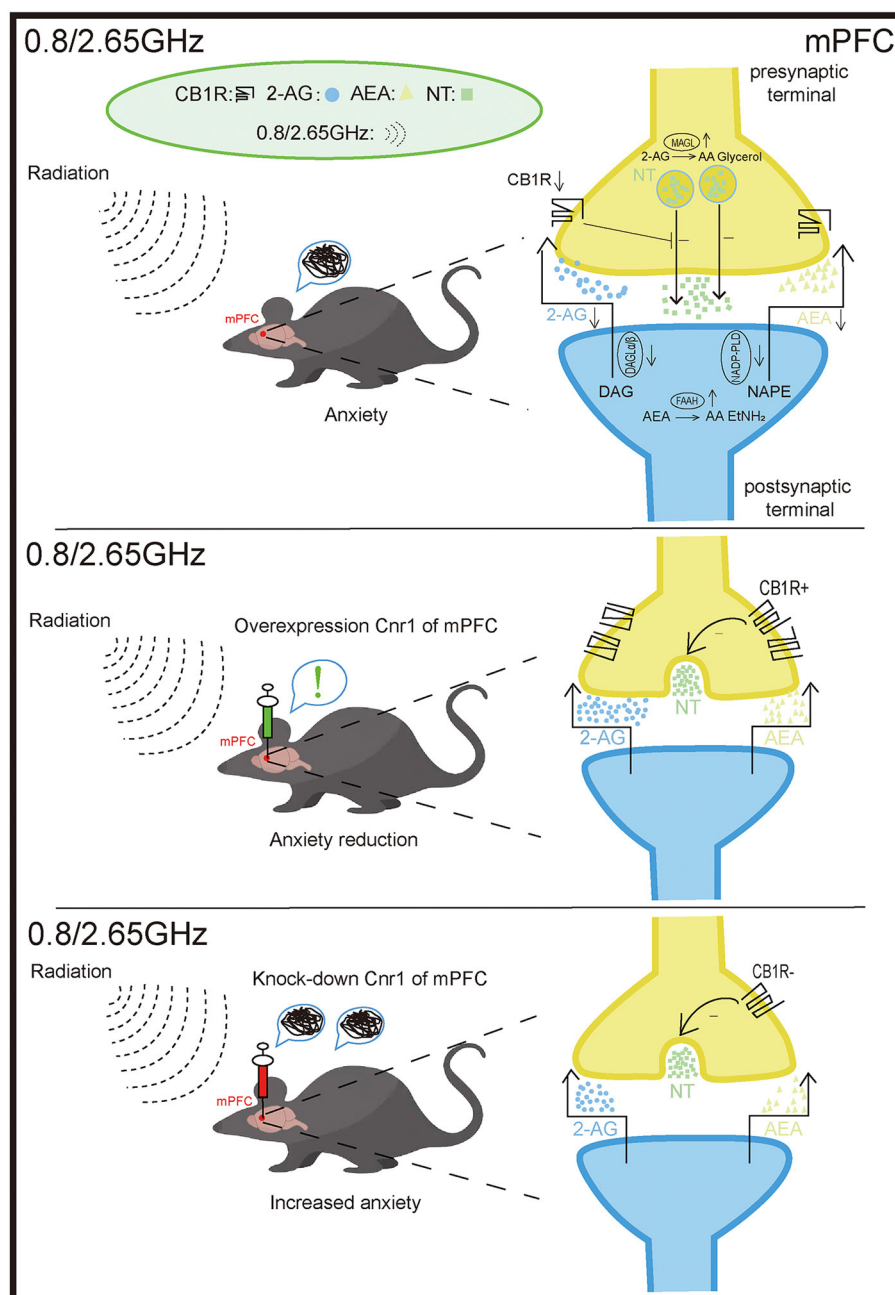 0.8/2.65GHz
mPFC
CB1R: 2-AG: AEA: NT:
0.8/2.65GHz:
presynaptic
terminal
Radiation
MAGL ↑
2-AG → AA Glycerol
NT
CB1R ↓
–
–
mPFC
2-AG ↓
AEA ↓
DAGLα/β ↓
NADP-PLD ↓
DAG
NAPE
FAAH ↑
AEA → AA EtNH₂
Anxiety
postsynaptic
terminal
0.8/2.65GHz
Radiation
Overexpression Cnr1 of mPFC
CB1R+
–
!
NT
mPFC
2-AG
AEA
Anxiety reduction
0.8/2.65GHz
Radiation
Knock-down Cnr1 of mPFC
CB1R-
–
NT
mPFC
2-AG
AEA
Increased anxiety